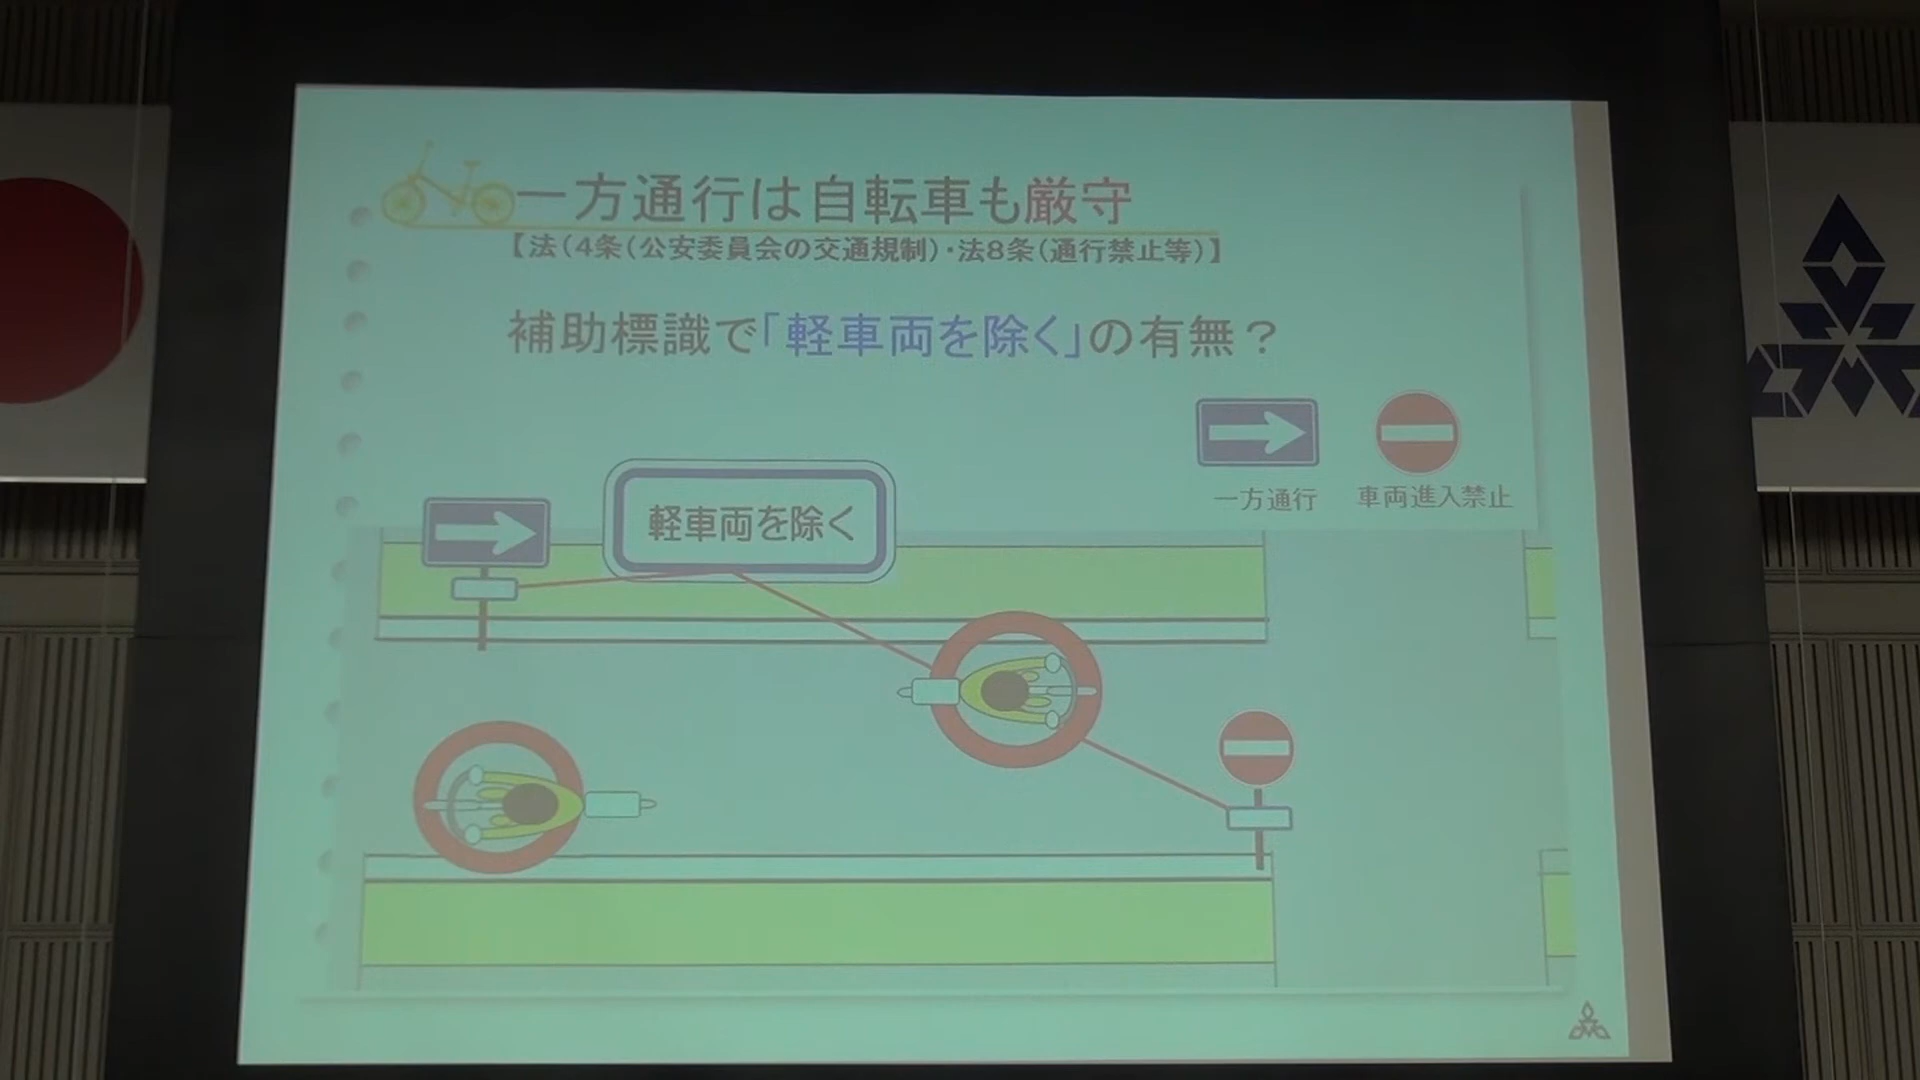 一方通行は自転車も厳守
【法（4条（公安委員会の交通規制）・法8条（通行禁止等）】
補助標識で「軽車両を除く」の有無？
一方通行
車両進入禁止
軽車両を除く